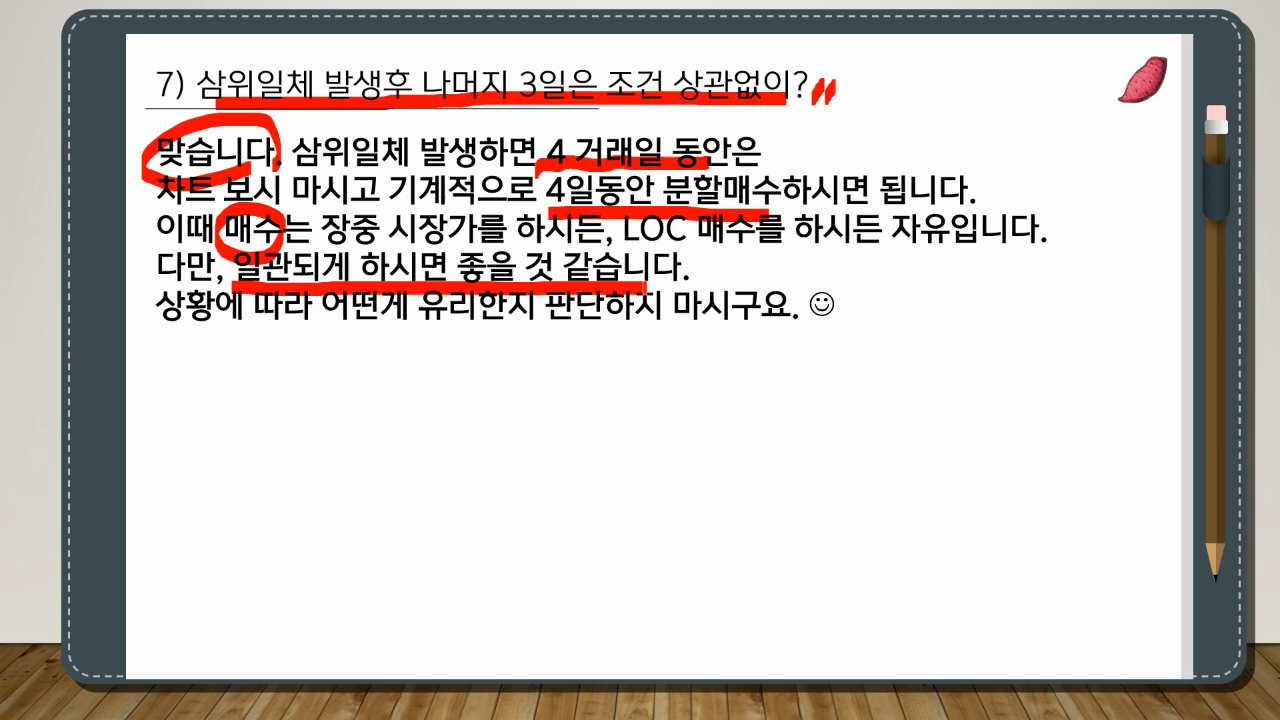 7) 삼위일체 발생후 나머지 3일은 조건 상관없이?
맞습니다. 삼위일체 발생하면 4 거래일 동안은
차트 보시 마시고 기계적으로 4일동안 분할매수하시면 됩니다.
이때 매수는 장중 시장가를 하시든, LOC 매수를 하시든 자유입니다.
다만, 일관되게 하시면 좋을 것 같습니다.
상황에 따라 어떤게 유리한지 판단하지 마시구요. ☺